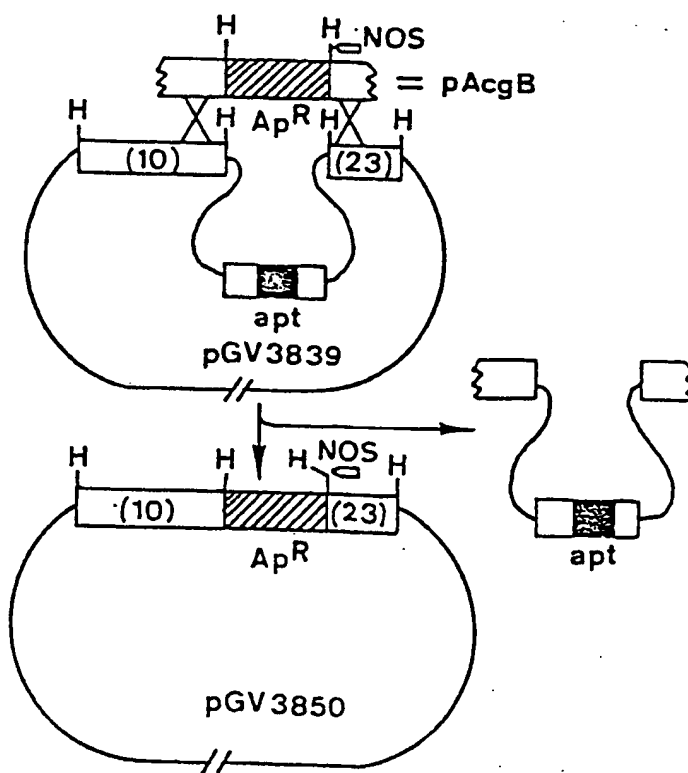 H H NOS
= pAcgB
H H Ap^R H H
(10) (23)
apt
pGV3839
H H H NOS H
(10) (23)
Ap^R
apt
pGV3850